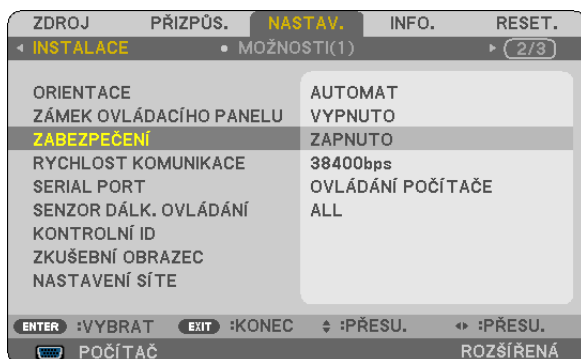 ZDROJ PŘIZPŮS. NASTAV. INFO. RESET.
INSTALACE • MOŽNOSTI(1) 2/3
ORIENTACE AUTOMAT
ZÁMEK OVLÁDACÍHO PANELU VYPNUTO
ZABEZPEČENÍ ZAPNUTO
RYCHLOST KOMUNIKACE 38400bps
SERIAL PORT OVLÁDÁNÍ POČÍTAČE
SENZOR DÁLK. OVLÁDÁNÍ ALL
KONTROLNÍ ID
ZKUŠEBNÍ OBRAZEC
NASTAVENÍ SÍTE
ENTER :VYBRAT EXIT :KONEC :PŘESU. :PŘESU.
POČÍTAČ ROZŠÍŘENÁ